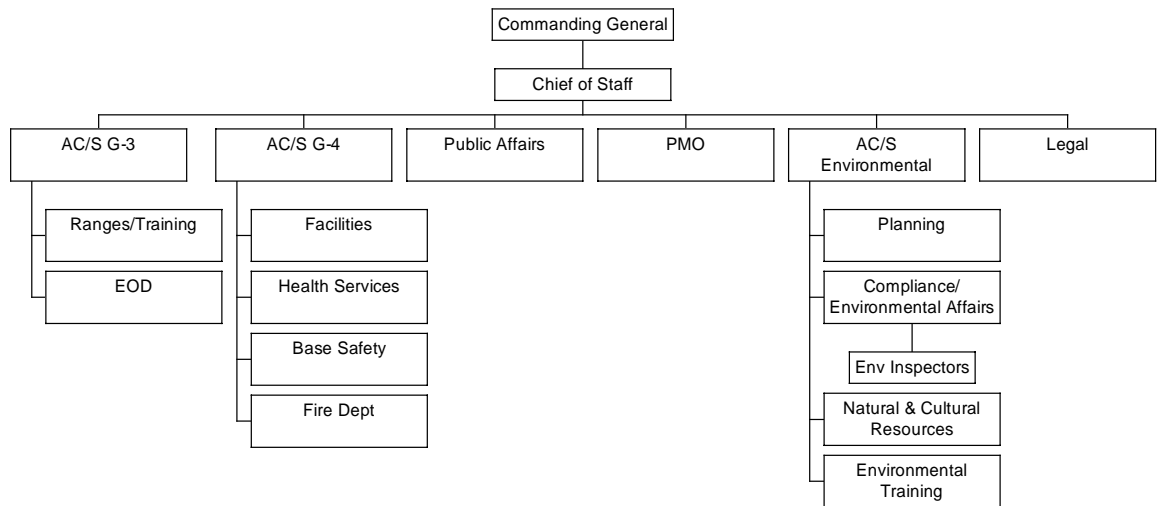 Commanding General
Chief of Staff
AC/S G-3
AC/S G-4
Public Affairs
PMO
AC/S
Environmental
Legal
Ranges/Training
EOD
Facilities
Health Services
Base Safety
Fire Dept
Planning
Compliance/
Environmental Affairs
Env Inspectors
Natural & Cultural
Resources
Environmental
Training